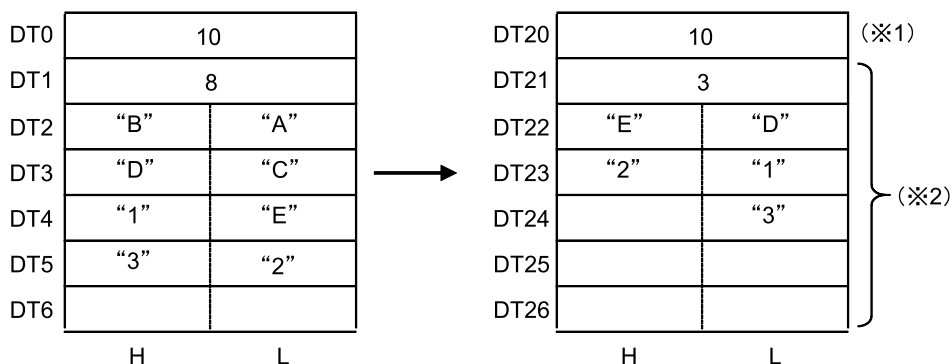 DT0 10 DT20 10 (※1)
DT1 8 DT21 3
DT2 “B” “A” DT22 “E” “D”
DT3 “D” “C” DT23 “2” “1” (※2)
DT4 “1” “E” DT24 “3”
DT5 “3” “2” DT25
DT6 DT26
H L H L